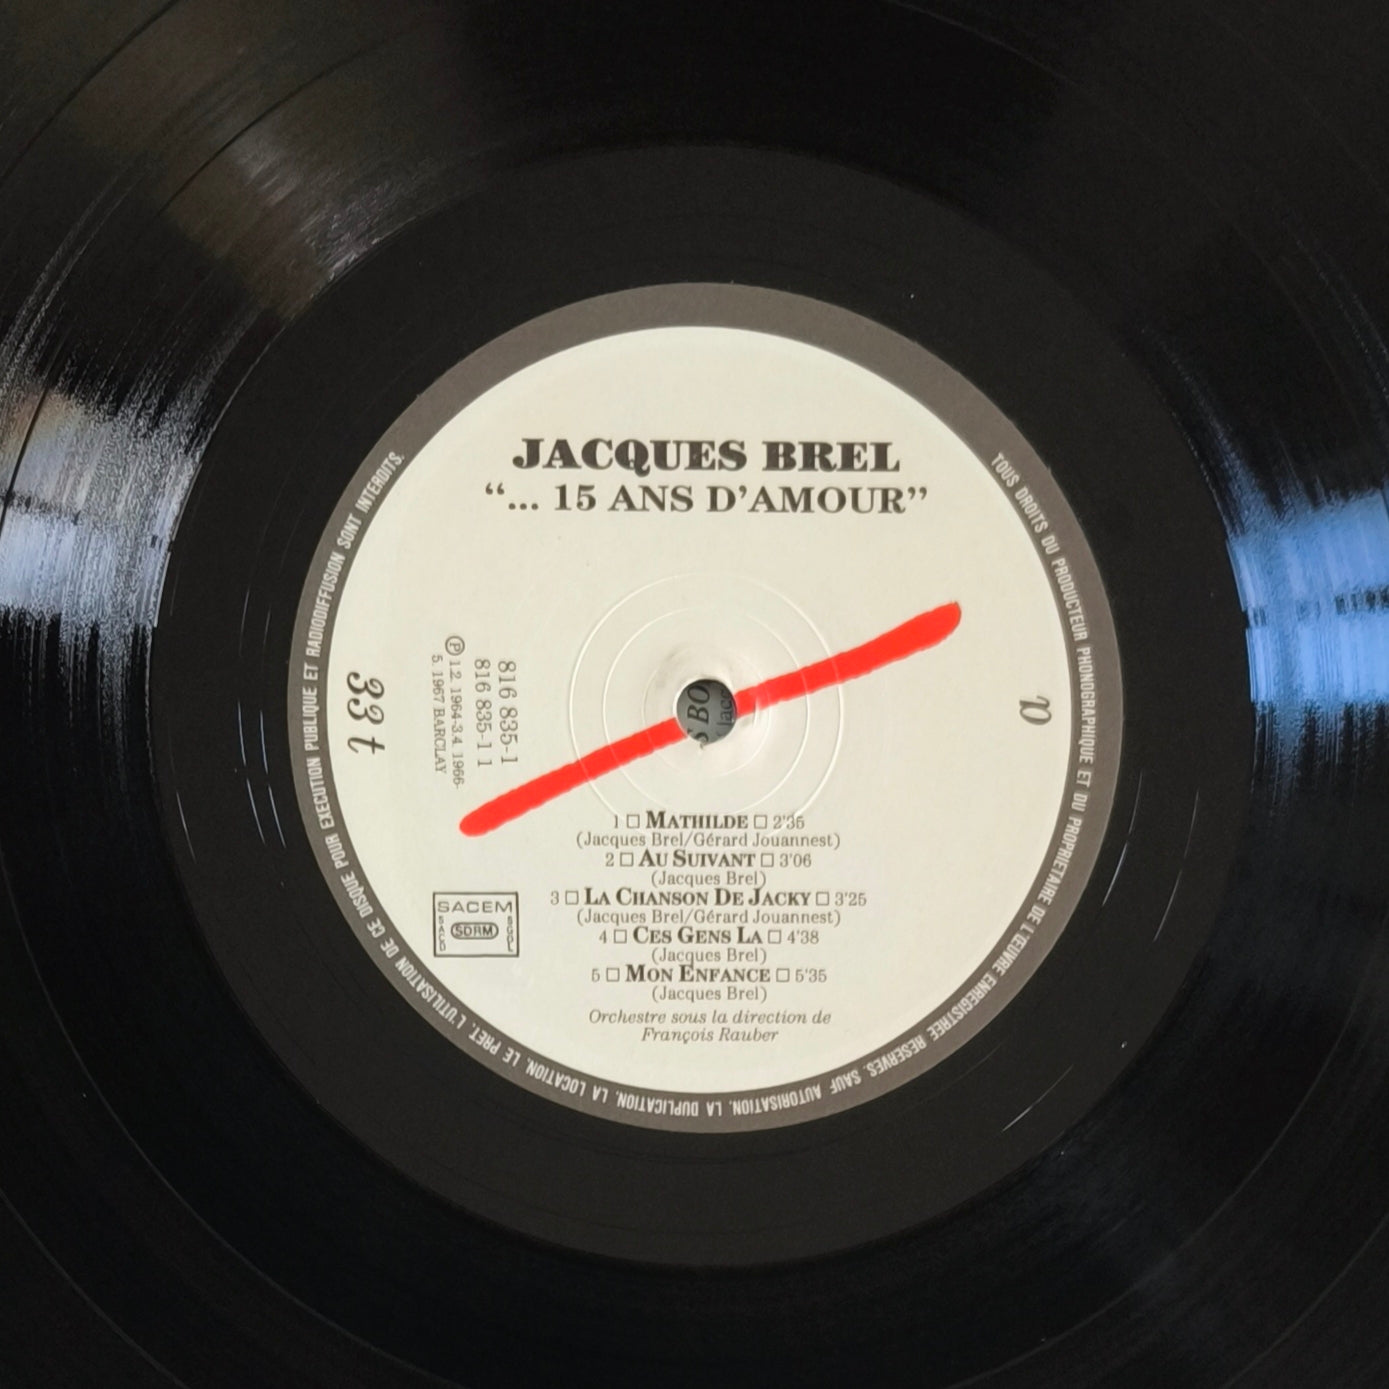 JACQUES BREL
“... 15 ANS D’AMOUR”
33 t
816 835-1
816 835-1 1
Ⓟ 1.2. 1964-3.4. 1966-
5. 1967 BARCLAY
1 □ MATHILDE □ 2'35
(Jacques Brel/Gérard Jouannest)
2 □ AU SUIVANT □ 3'06
(Jacques Brel)
3 □ LA CHANSON DE JACKY □ 3'25
(Jacques Brel/Gérard Jouannest)
4 □ CES GENS LA □ 4'38
(Jacques Brel)
5 □ MON ENFANCE □ 5'35
(Jacques Brel)
Orchestre sous la direction de
François Rauber
SACEM
SACD
SDRM
SGDL
TOUS DROITS DU PRODUCTEUR PHONOGRAPHIQUE ET DU PROPRIETAIRE DE L'ŒUVRE ENREGISTREE RESERVES. SAUF AUTORISATION, LA DUPLICATION, LA LOCATION, LE PRET, L'UTILISATION DE CE DISQUE POUR EXECUTION PUBLIQUE ET RADIODIFFUSION SONT INTERDITS.